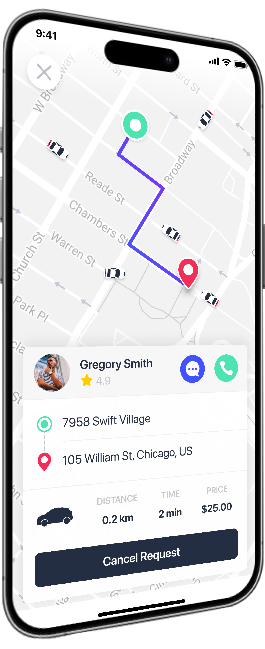 9:41
W Broadway
Broadway
Reade St
Chambers St
Warren St
Church St
Park Pl
Gregory Smith
4.9
7958 Swift Village
105 William St, Chicago, US
DISTANCE
TIME
PRICE
0.2 km
2 min
$25.00
Cancel Request